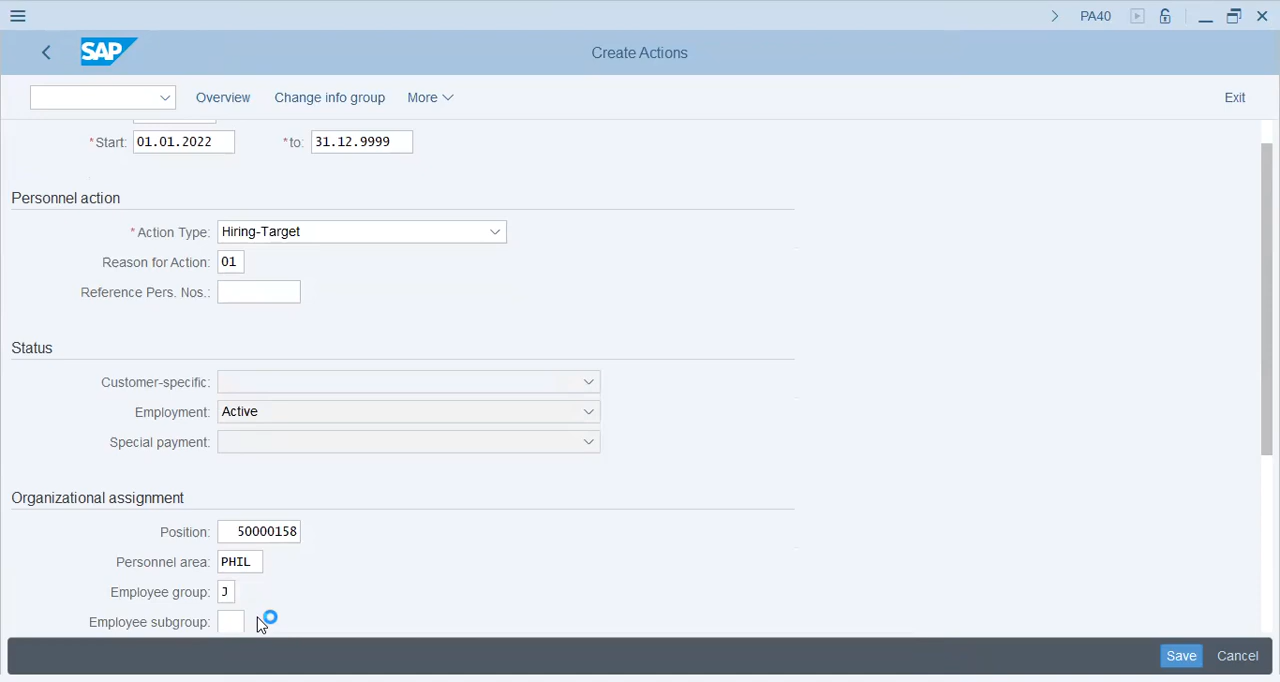 PA40
SAP
Create Actions
Overview
Change info group
More
Exit
*Start: 01.01.2022
*to: 31.12.9999
Personnel action
*Action Type: Hiring-Target
Reason for Action: 01
Reference Pers. Nos.:
Status
Customer-specific:
Employment: Active
Special payment:
Organizational assignment
Position: 50000158
Personnel area: PHIL
Employee group: J
Employee subgroup:
Save
Cancel